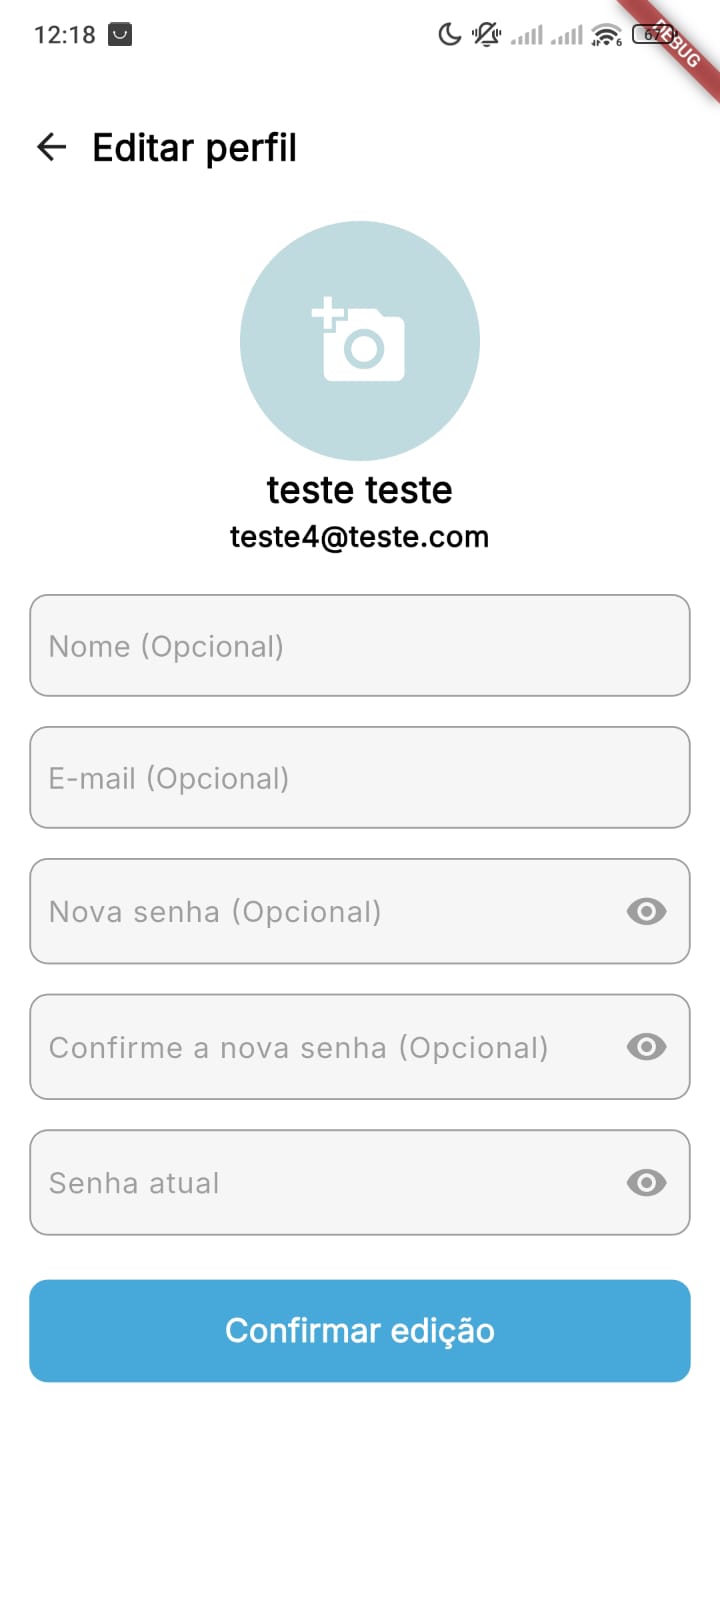 12:18
6
67
DEBUG
Editar perfil
teste teste
teste4@teste.com
Nome (Opcional)
E-mail (Opcional)
Nova senha (Opcional)
Confirme a nova senha (Opcional)
Senha atual
Confirmar edição